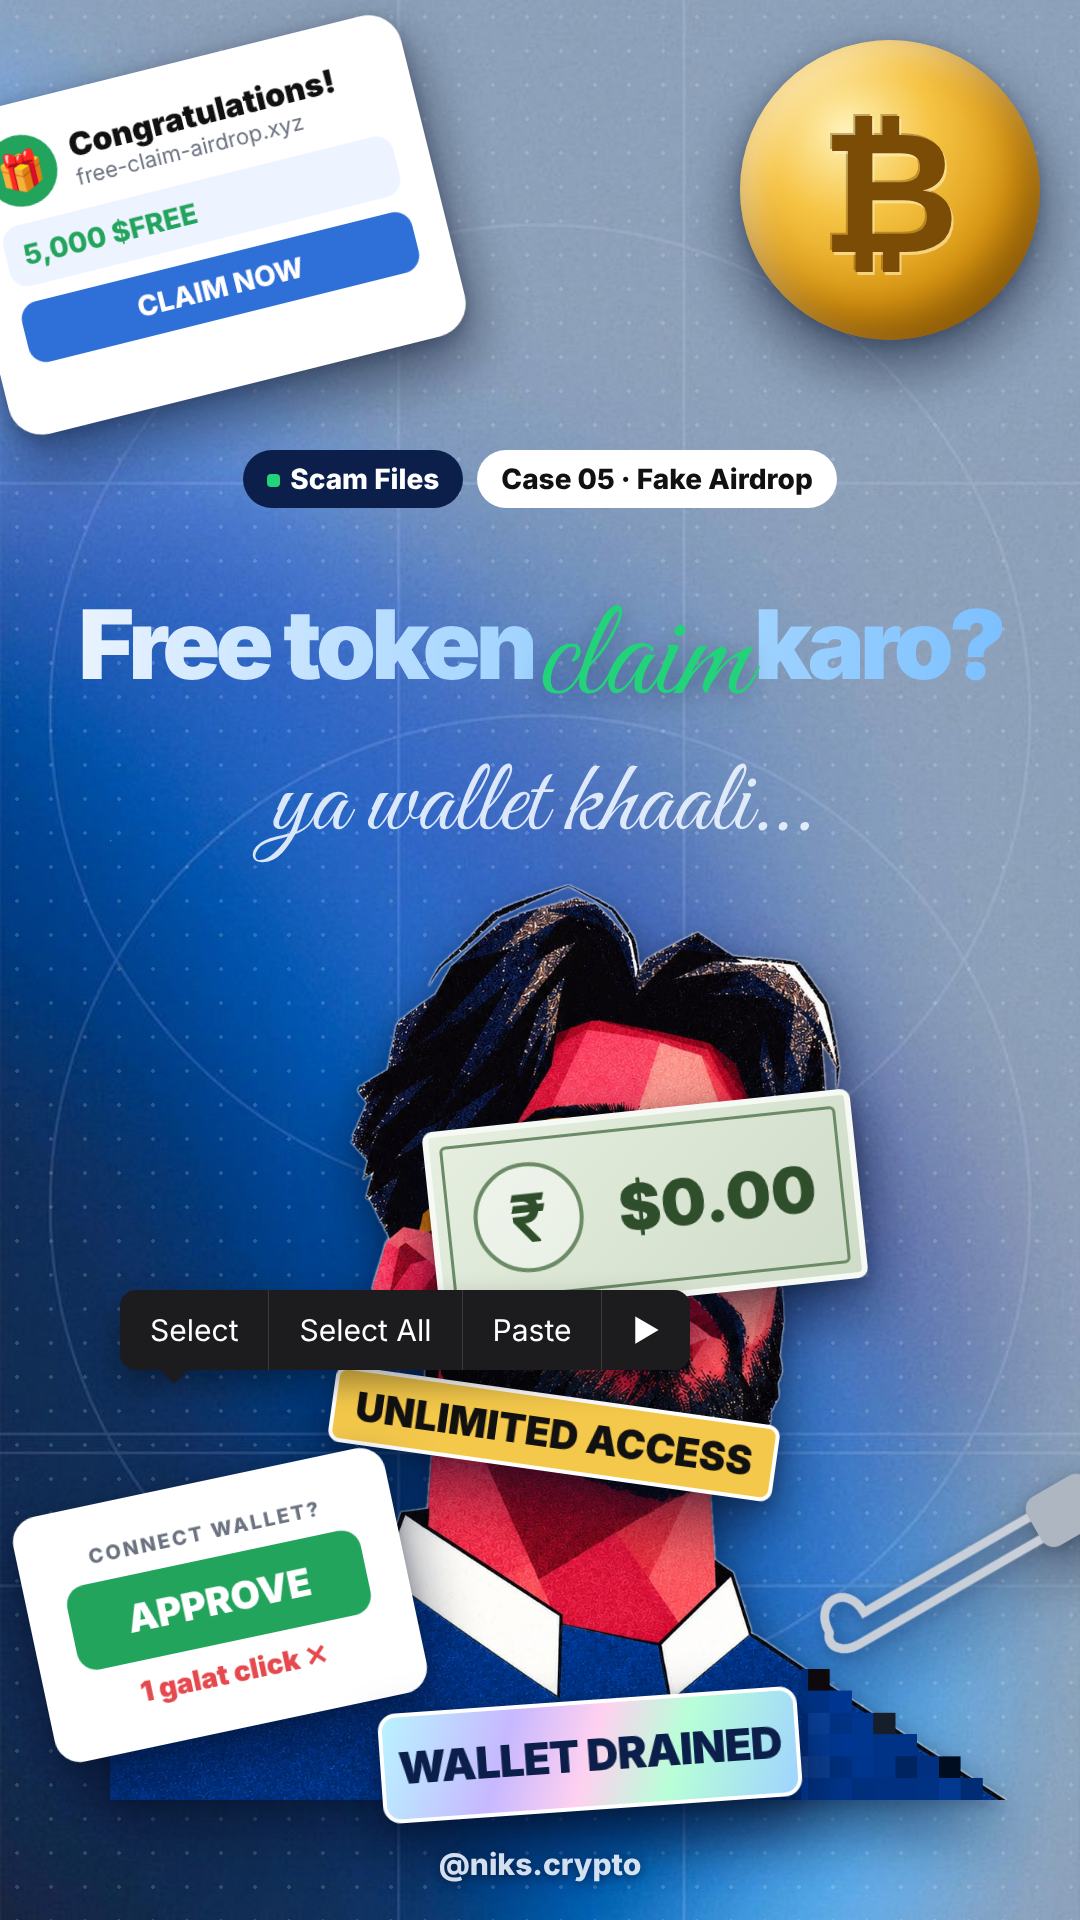 Congratulations!
free-claim-airdrop.xyz
5,000 $FREE
CLAIM NOW
₿
Scam Files
Case 05 · Fake Airdrop
Free token claim karo?
ya wallet khaali...
₹ $0.00
Select Select All Paste ▶
UNLIMITED ACCESS
CONNECT WALLET?
APPROVE
1 galat click ✕
WALLET DRAINED
@niks.crypto